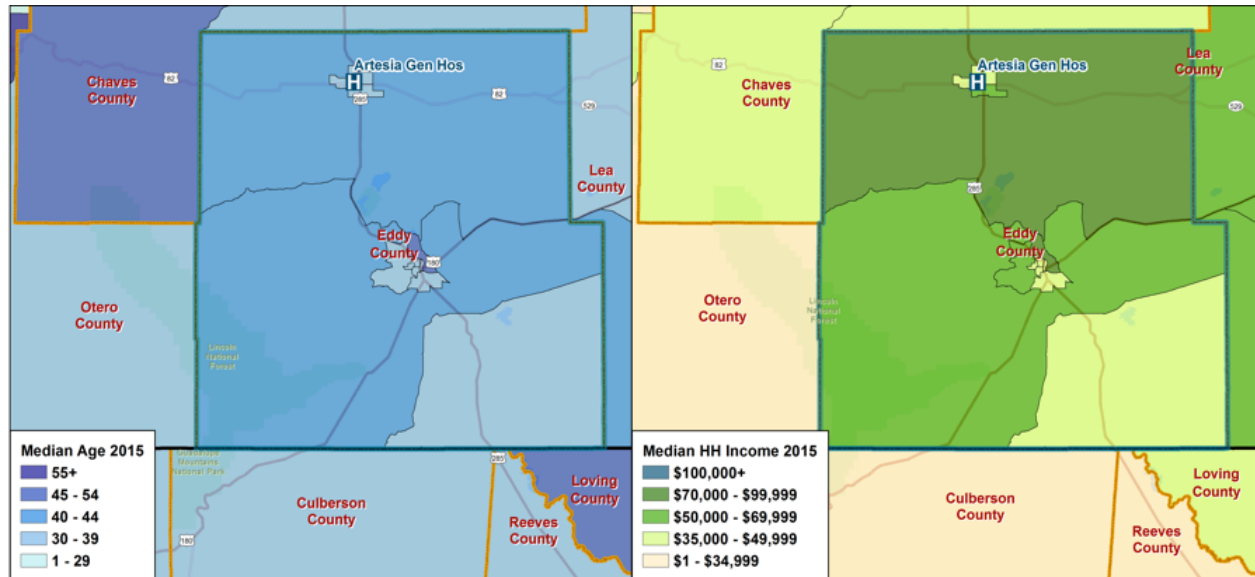 Artesia Gen Hos
Chaves
County
82
285
82
529
Lea
County
Eddy
County
180
Otero
County
Lincoln
National
Forest
Median Age 2015
55+
45 - 54
40 - 44
30 - 39
1 - 29
Guadalupe
Mountains
National Park
180
Culberson
County
285
Reeves
County
Loving
County
H
82
Chaves
County
Artesia Gen Hos
H
Lea
County
529
285
Eddy
County
Otero
County
Lincoln
National
Forest
Median HH Income 2015
$100,000+
$70,000 - $99,999
$50,000 - $69,999
$35,000 - $49,999
$1 - $34,999
Culberson
County
Reeves
County
Loving
County